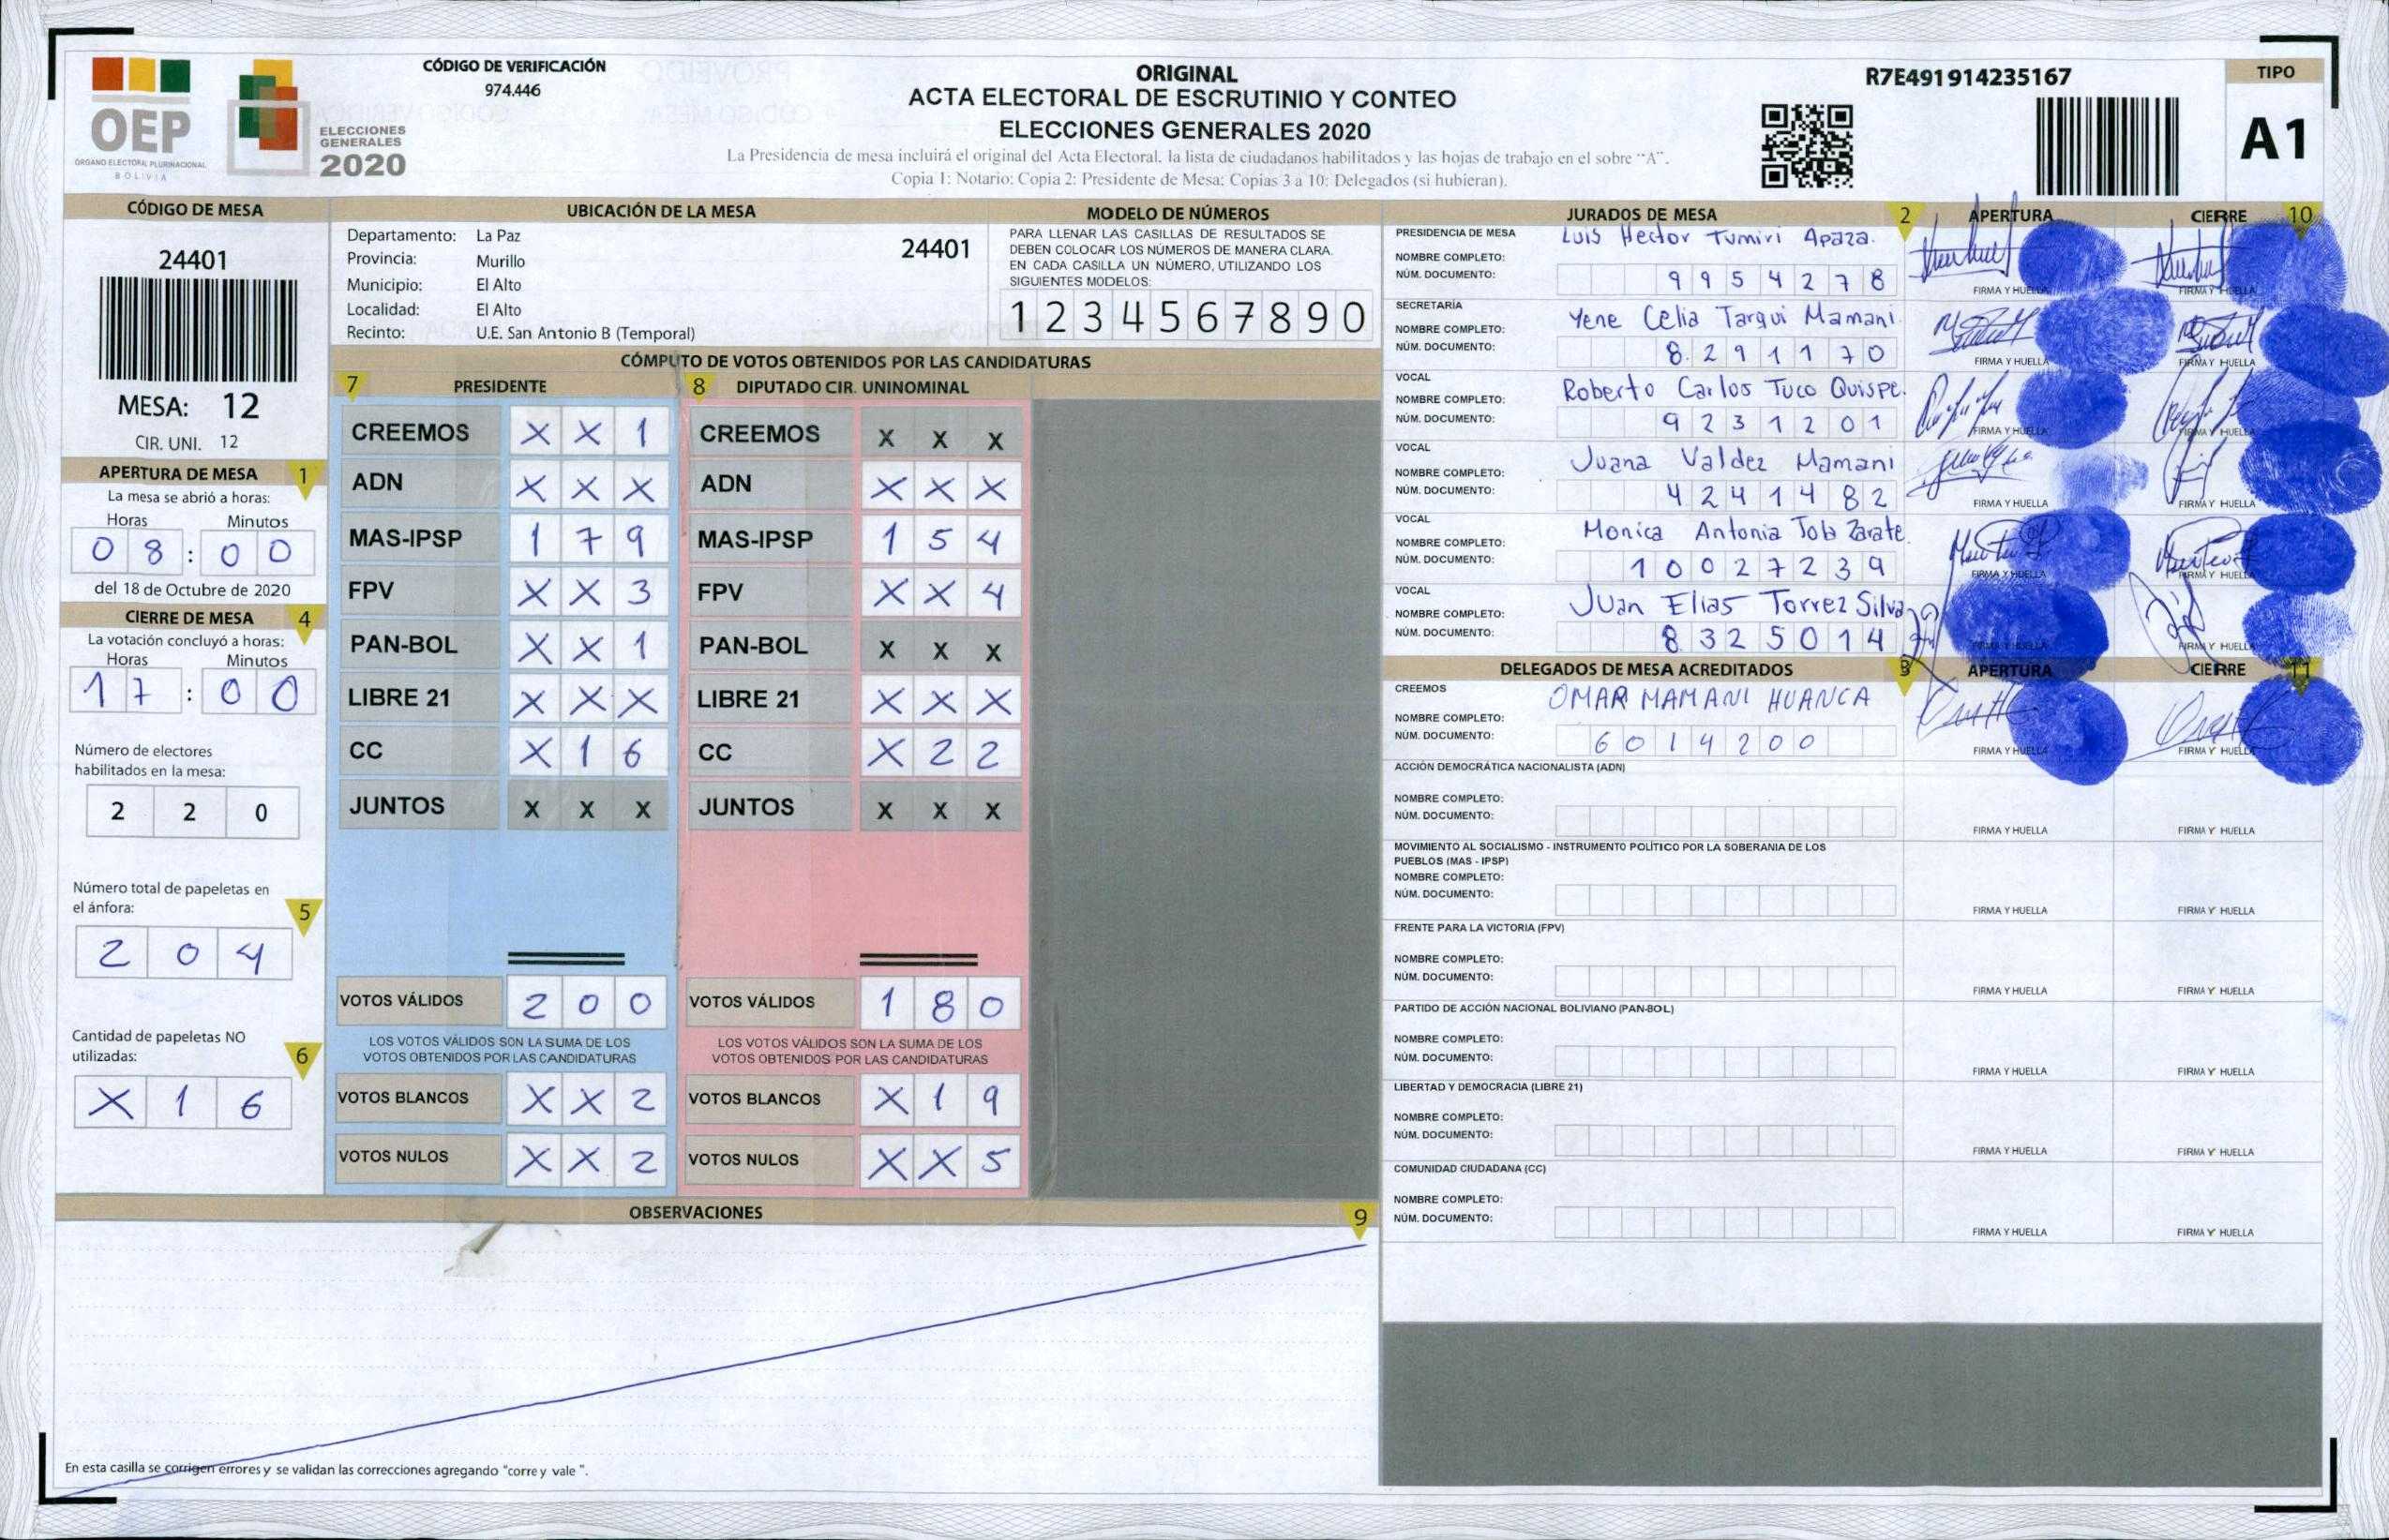 OEP
ÓRGANO ELECTORAL PLURINACIONAL
BOLIVIA
ELECCIONES
GENERALES
2020
CÓDIGO DE VERIFICACIÓN
974.446
ORIGINAL
ACTA ELECTORAL DE ESCRUTINIO Y CONTEO
ELECCIONES GENERALES 2020
La Presidencia de mesa incluirá el original del Acta Electoral, la lista de ciudadanos habilitados y las hojas de trabajo en el sobre "A".
Copia 1: Notario; Copia 2: Presidente de Mesa; Copias 3 a 10: Delegados (si hubieran).
R7E491914235167
TIPO
A1
CÓDIGO DE MESA
24401
MESA: 12
CIR. UNI. 12
APERTURA DE MESA 1
La mesa se abrió a horas:
Horas Minutos
0 8 : 0 0
del 18 de Octubre de 2020
CIERRE DE MESA 4
La votación concluyó a horas:
Horas Minutos
1 7 : 0 0
Número de electores
habilitados en la mesa:
2 2 0
Número total de papeletas en
el ánfora:
5
2 0 4
Cantidad de papeletas NO
utilizadas:
6
X 1 6
UBICACIÓN DE LA MESA
Departamento: La Paz
24401
Provincia: Murillo
Municipio: El Alto
Localidad: El Alto
Recinto: U.E. San Antonio B (Temporal)
MODELO DE NÚMEROS
PARA LLENAR LAS CASILLAS DE RESULTADOS SE
DEBEN COLOCAR LOS NÚMEROS DE MANERA CLARA.
EN CADA CASILLA UN NÚMERO, UTILIZANDO LOS
SIGUIENTES MODELOS:
1 2 3 4 5 6 7 8 9 0
CÓMPUTO DE VOTOS OBTENIDOS POR LAS CANDIDATURAS
7 PRESIDENTE 8 DIPUTADO CIR. UNINOMINAL
CREEMOS X X 1 CREEMOS X X X
ADN X X X ADN X X X
MAS-IPSP 1 7 9 MAS-IPSP 1 5 4
FPV X X 3 FPV X X 4
PAN-BOL X X 1 PAN-BOL X X X
LIBRE 21 X X X LIBRE 21 X X X
CC X 1 6 CC X 2 2
JUNTOS X X X JUNTOS X X X
VOTOS VÁLIDOS 2 0 0 VOTOS VÁLIDOS 1 8 0
LOS VOTOS VÁLIDOS SON LA SUMA DE LOS LOS VOTOS VÁLIDOS SON LA SUMA DE LOS
VOTOS OBTENIDOS POR LAS CANDIDATURAS VOTOS OBTENIDOS POR LAS CANDIDATURAS
VOTOS BLANCOS X X 2 VOTOS BLANCOS X 1 9
VOTOS NULOS X X 2 VOTOS NULOS X X 5
OBSERVACIONES 9
En esta casilla se corrigen errores y se validan las correcciones agregando "corre y vale ".
JURADOS DE MESA 2 APERTURA CIERRE 10
PRESIDENCIA DE MESA Luis Hector Tumiri Apaza.
NOMBRE COMPLETO:
NÚM. DOCUMENTO: 9 9 5 4 2 7 8
FIRMA Y HUELLA FIRMA Y HUELLA
SECRETARÍA
NOMBRE COMPLETO: Yene Celia Tarqui Mamani.
NÚM. DOCUMENTO: 8 2 9 1 1 7 0
FIRMA Y HUELLA FIRMA Y HUELLA
VOCAL
NOMBRE COMPLETO: Roberto Carlos Tuco Quispe.
NÚM. DOCUMENTO: 9 2 3 1 2 0 1
FIRMA Y HUELLA FIRMA Y HUELLA
VOCAL
NOMBRE COMPLETO: Juana Valdez Mamani
NÚM. DOCUMENTO: 4 2 4 1 4 8 2
FIRMA Y HUELLA FIRMA Y HUELLA
VOCAL
NOMBRE COMPLETO: Monica Antonia Tola Zarate.
NÚM. DOCUMENTO: 1 0 0 2 7 2 3 9
FIRMA Y HUELLA FIRMA Y HUELLA
VOCAL
NOMBRE COMPLETO: Juan Elias Torrez Silva
NÚM. DOCUMENTO: 8 3 2 5 0 1 4
FIRMA Y HUELLA FIRMA Y HUELLA
DELEGADOS DE MESA ACREDITADOS 3 APERTURA CIERRE 11
CREEMOS
NOMBRE COMPLETO: OMAR MAMANI HUANCA
NÚM. DOCUMENTO: 6 0 1 4 2 0 0
FIRMA Y HUELLA FIRMA Y HUELLA
ACCIÓN DEMOCRÁTICA NACIONALISTA (ADN)
NOMBRE COMPLETO:
NÚM. DOCUMENTO:
FIRMA Y HUELLA FIRMA Y HUELLA
MOVIMIENTO AL SOCIALISMO - INSTRUMENTO POLÍTICO POR LA SOBERANIA DE LOS
PUEBLOS (MAS - IPSP)
NOMBRE COMPLETO:
NÚM. DOCUMENTO:
FIRMA Y HUELLA FIRMA Y HUELLA
FRENTE PARA LA VICTORIA (FPV)
NOMBRE COMPLETO:
NÚM. DOCUMENTO:
FIRMA Y HUELLA FIRMA Y HUELLA
PARTIDO DE ACCIÓN NACIONAL BOLIVIANO (PAN-BOL)
NOMBRE COMPLETO:
NÚM. DOCUMENTO:
FIRMA Y HUELLA FIRMA Y HUELLA
LIBERTAD Y DEMOCRACIA (LIBRE 21)
NOMBRE COMPLETO:
NÚM. DOCUMENTO:
FIRMA Y HUELLA FIRMA Y HUELLA
COMUNIDAD CIUDADANA (CC)
NOMBRE COMPLETO:
NÚM. DOCUMENTO:
FIRMA Y HUELLA FIRMA Y HUELLA